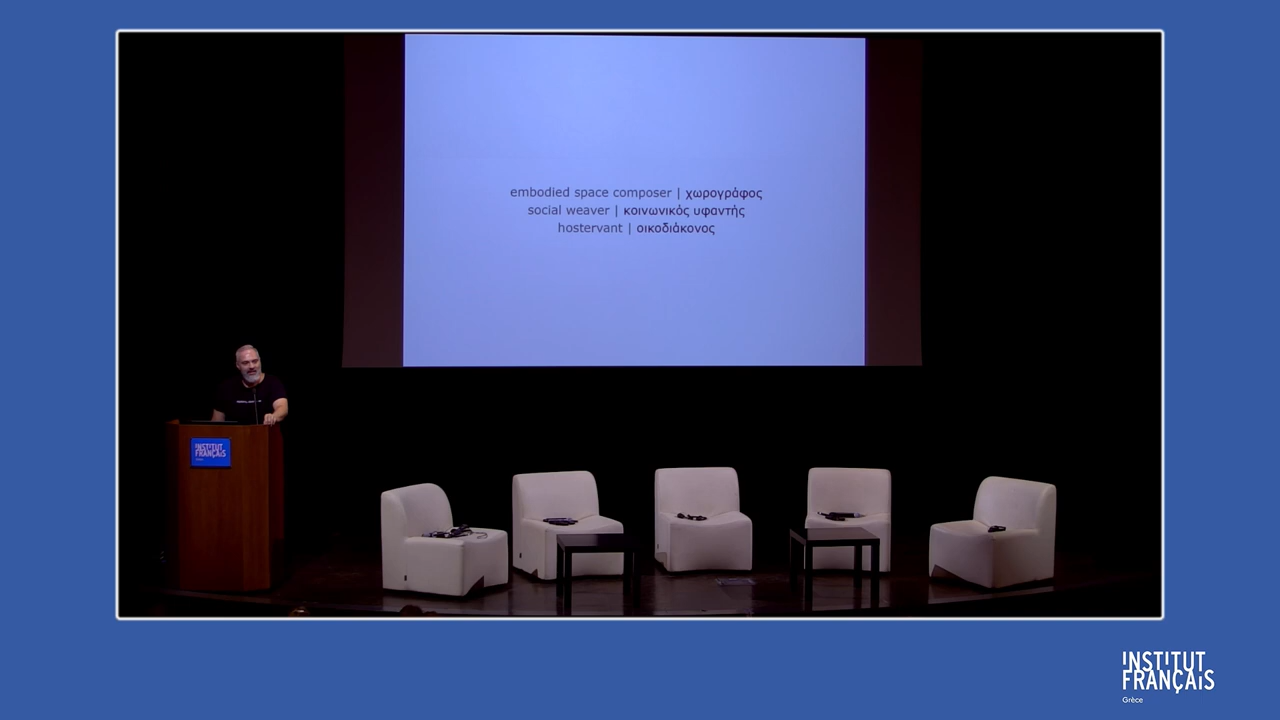 embodied space composer | χωρογράφος
social weaver | κοινωνικός υφαντής
hostervant | οικοδιάκονος
INSTITUT
FRANÇAIS
INSTITUT
FRANÇAIS
Grèce